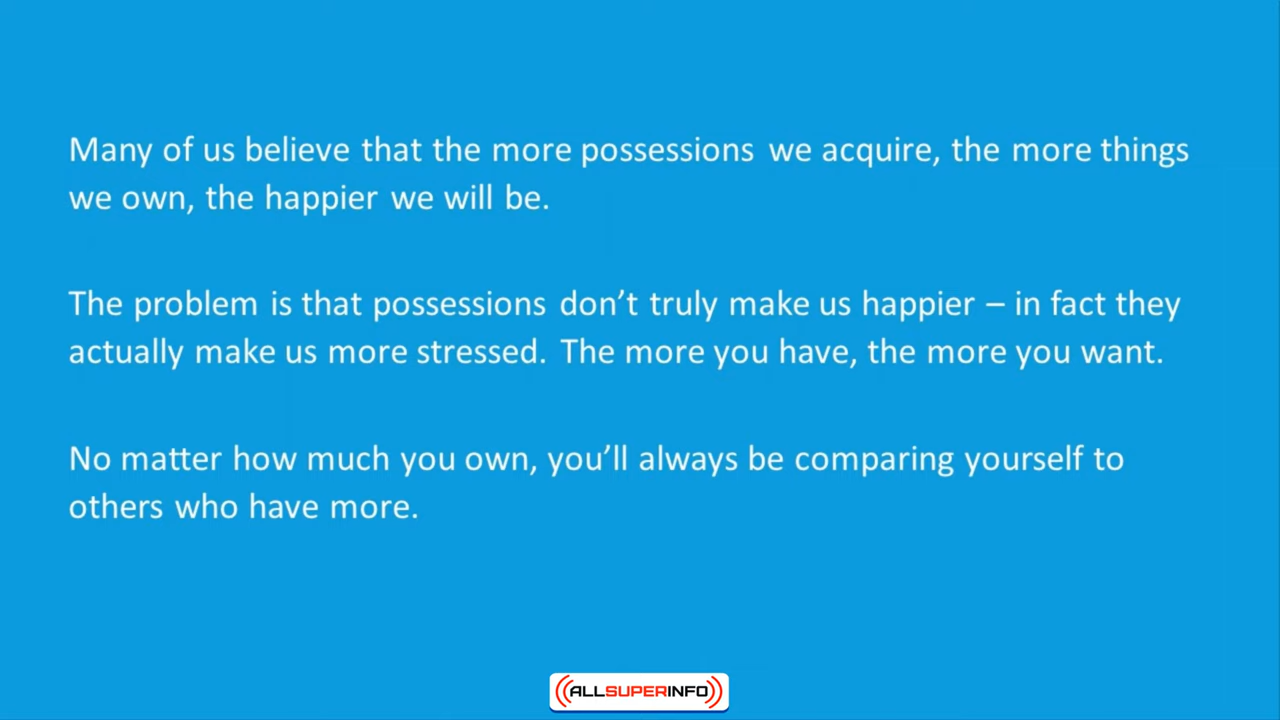 Many of us believe that the more possessions we acquire, the more things
we own, the happier we will be.
The problem is that possessions don’t truly make us happier – in fact they
actually make us more stressed. The more you have, the more you want.
No matter how much you own, you’ll always be comparing yourself to
others who have more.
ALLSUPERINFO